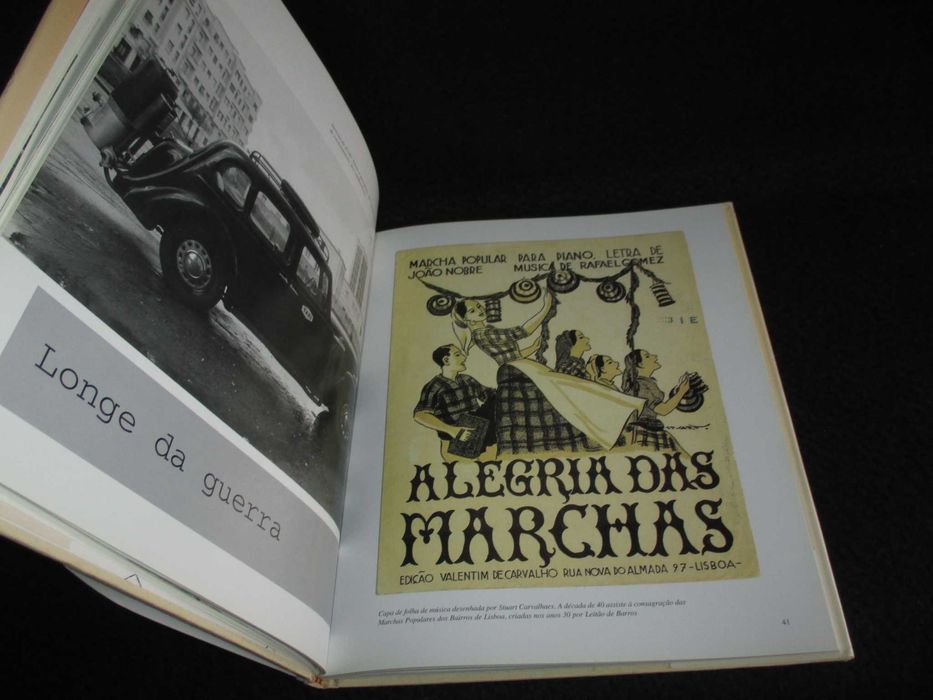 Longe da guerra
MARCHA POPULAR PARA PIANO, LETRA DE
JOÃO NOBRE MUSICA DE RAFAEL GOMEZ
ALEGRIA DAS
MARCHAS
EDIÇÃO VALENTIM DE CARVALHO RUA NOVA DO ALMADA 97-LISBOA-
Capa de folha de música desenhada por Stuart Carvalhaes. A década de 40 assiste à consagração das
Marchas Populares dos Bairros de Lisboa, criadas nos anos 30 por Leitão de Barros
41